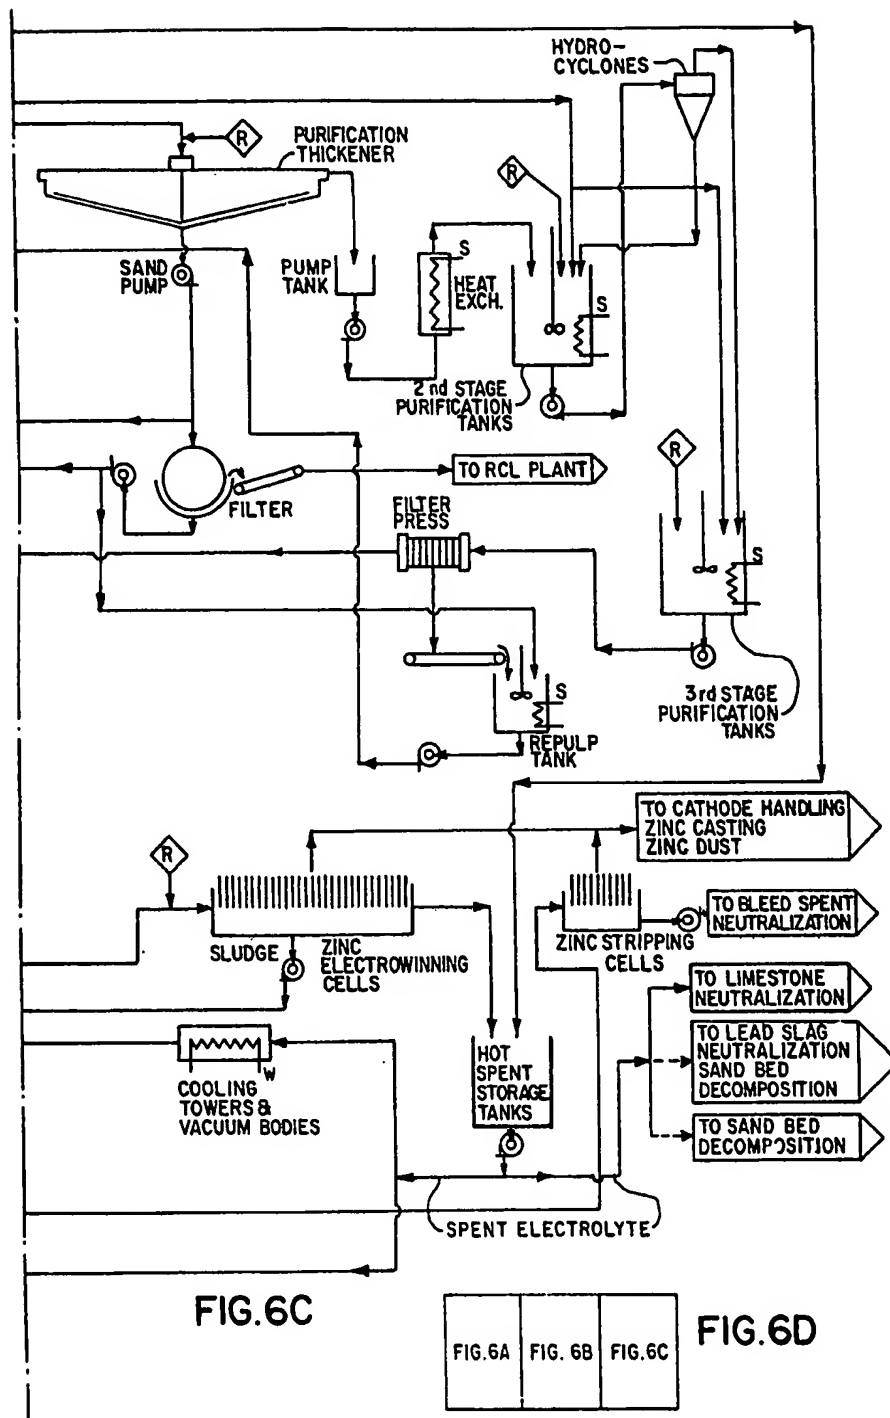 HYDRO-
CYCLONES
R
PURIFICATION
THICKENER
R
SAND
PUMP
PUMP
TANK
S
HEAT
EXCH.
S
2nd STAGE
PURIFICATION
TANKS
R
TO RCL PLANT
FILTER
FILTER
PRESS
S
3rd STAGE
PURIFICATION
TANKS
S
REPULP
TANK
TO CATHODE HANDLING
ZINC CASTING
ZINC DUST
R
TO BLEED SPENT
NEUTRALIZATION
SLUDGE
ZINC
ELECTROWINNING
CELLS
ZINC STRIPPING
CELLS
TO LIMESTONE
NEUTRALIZATION
TO LEAD SLAG
NEUTRALIZATION
SAND BED
DECOMPOSITION
HOT
SPENT
STORAGE
TANKS
W
COOLING
TOWERS &
VACUUM BODIES
TO SAND BED
DECOMPOSITION
SPENT ELECTROLYTE
FIG.6C
FIG.6A
FIG. 6B
FIG.6C
FIG.6D